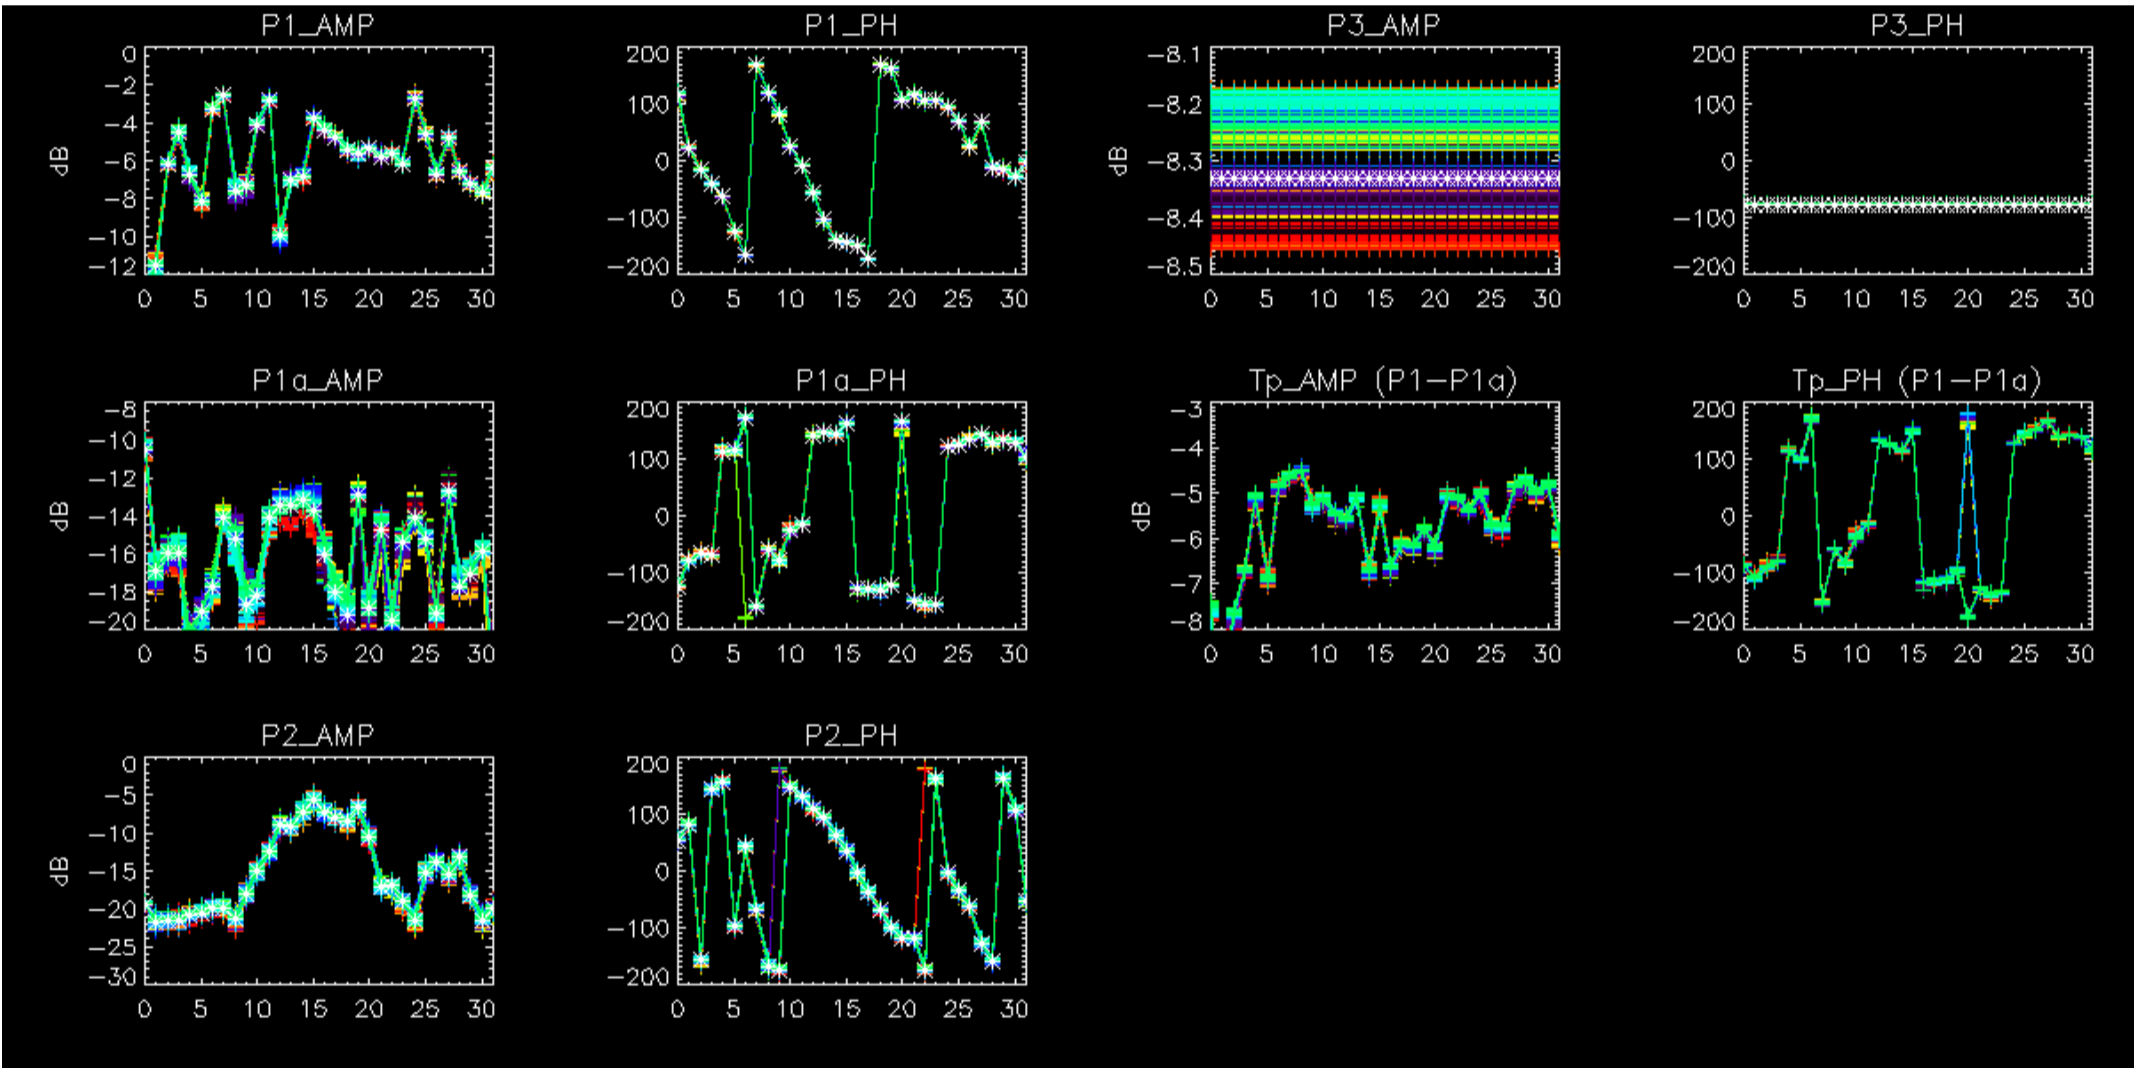 P1_AMP
0
−2
−4
−6
−8
−10
−12
dB
0 5 10 15 20 25 30
P1_PH
200
100
0
−100
−200
0 5 10 15 20 25 30
P3_AMP
−8.1
−8.2
−8.3
−8.4
−8.5
dB
0 5 10 15 20 25 30
P3_PH
200
100
0
−100
−200
0 5 10 15 20 25 30
P1a_AMP
−8
−10
−12
−14
−16
−18
−20
dB
0 5 10 15 20 25 30
P1a_PH
200
100
0
−100
−200
0 5 10 15 20 25 30
Tp_AMP (P1−P1a)
−3
−4
−5
−6
−7
−8
dB
0 5 10 15 20 25 30
Tp_PH (P1−P1a)
200
100
0
−100
−200
0 5 10 15 20 25 30
P2_AMP
0
−5
−10
−15
−20
−25
−30
dB
0 5 10 15 20 25 30
P2_PH
200
100
0
−100
−200
0 5 10 15 20 25 30